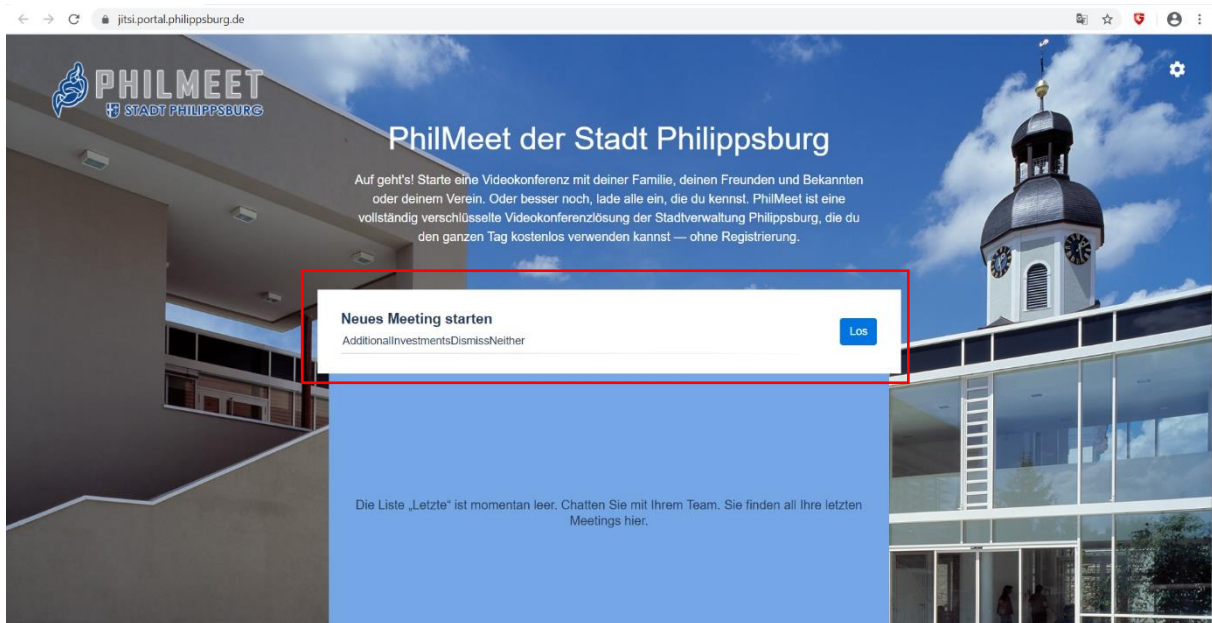 jitsi.portal.philippsburg.de
PHILMEET
STADT PHILIPPSBURG
PhilMeet der Stadt Philippsburg
Auf geht's! Starte eine Videokonferenz mit deiner Familie, deinen Freunden und Bekannten
oder deinem Verein. Oder besser noch, lade alle ein, die du kennst. PhilMeet ist eine
vollständig verschlüsselte Videokonferenzlösung der Stadtverwaltung Philippsburg, die du
den ganzen Tag kostenlos verwenden kannst — ohne Registrierung.
Neues Meeting starten
AdditionalInvestmentsDismissNeither
Los
Die Liste „Letzte“ ist momentan leer. Chatten Sie mit Ihrem Team. Sie finden all Ihre letzten
Meetings hier.